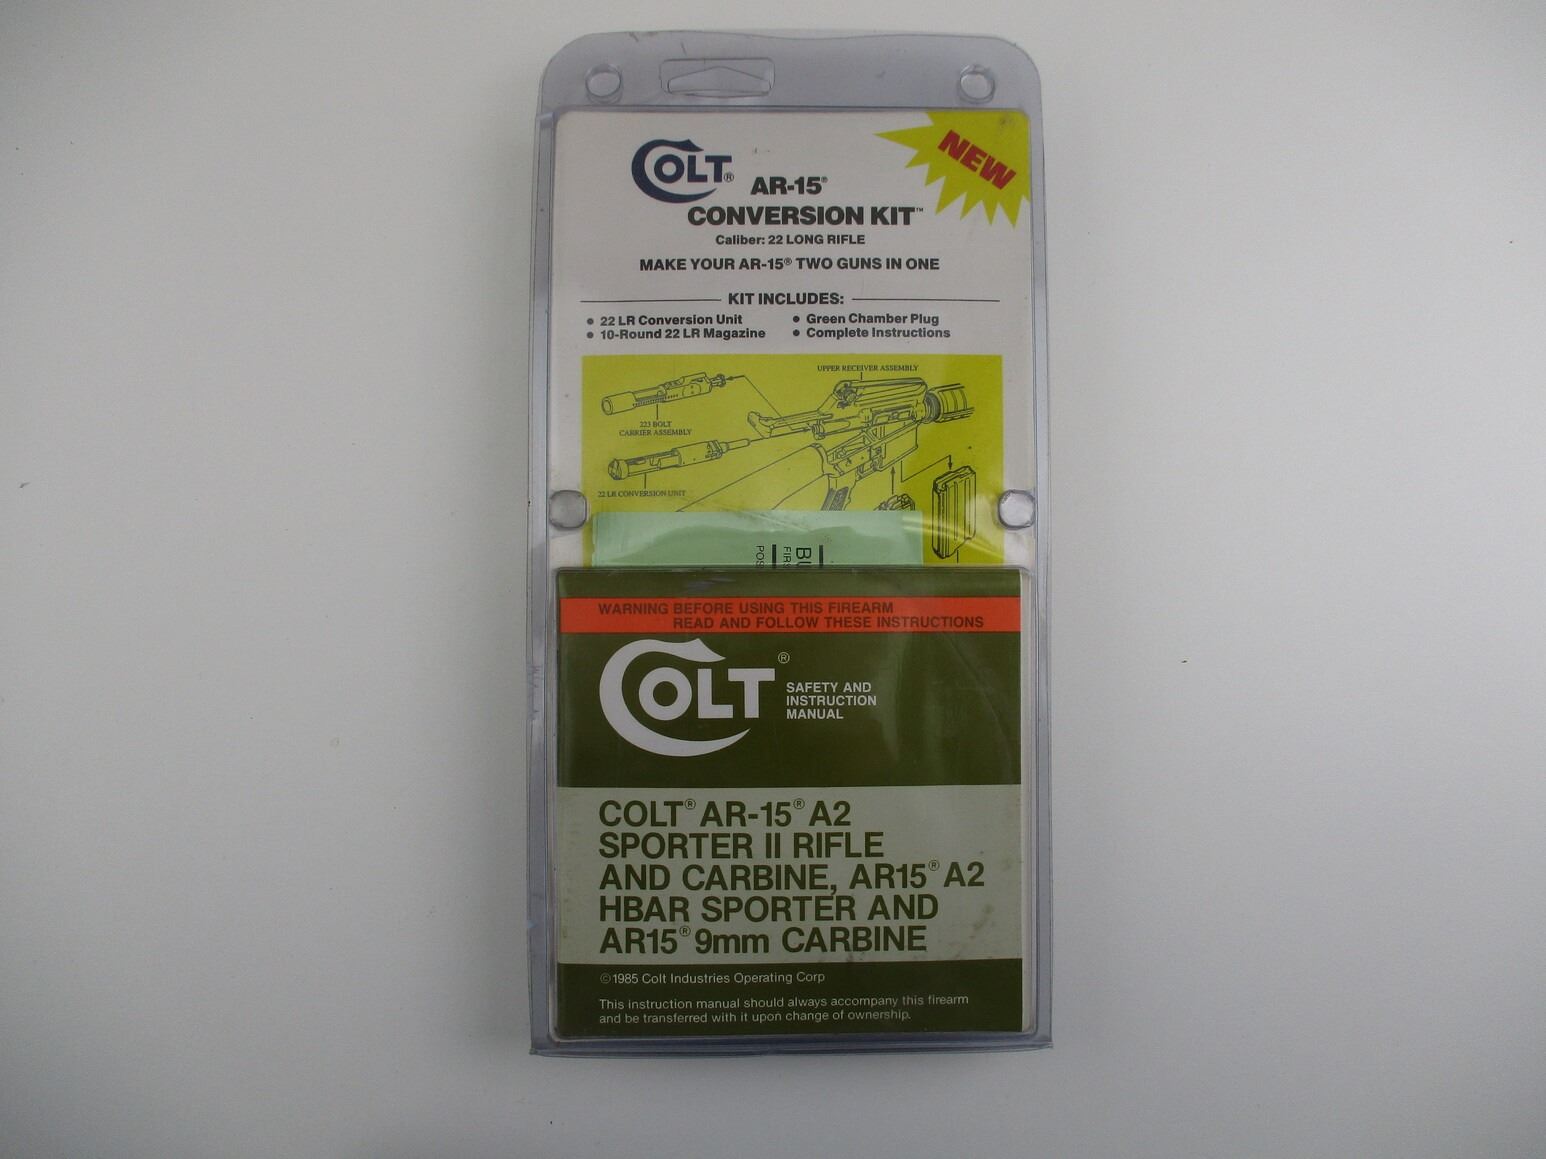 COLT® AR-15®
CONVERSION KIT™
NEW
Caliber: 22 LONG RIFLE
MAKE YOUR AR-15® TWO GUNS IN ONE
KIT INCLUDES:
• 22 LR Conversion Unit
• 10-Round 22 LR Magazine
• Green Chamber Plug
• Complete Instructions
UPPER RECEIVER ASSEMBLY
223 BOLT
CARRIER ASSEMBLY
22 LR CONVERSION UNIT
WARNING BEFORE USING THIS FIREARM
READ AND FOLLOW THESE INSTRUCTIONS
COLT®
SAFETY AND
INSTRUCTION
MANUAL
COLT® AR-15® A2
SPORTER II RIFLE
AND CARBINE, AR15® A2
HBAR SPORTER AND
AR15® 9mm CARBINE
©1985 Colt Industries Operating Corp
This instruction manual should always accompany this firearm
and be transferred with it upon change of ownership.